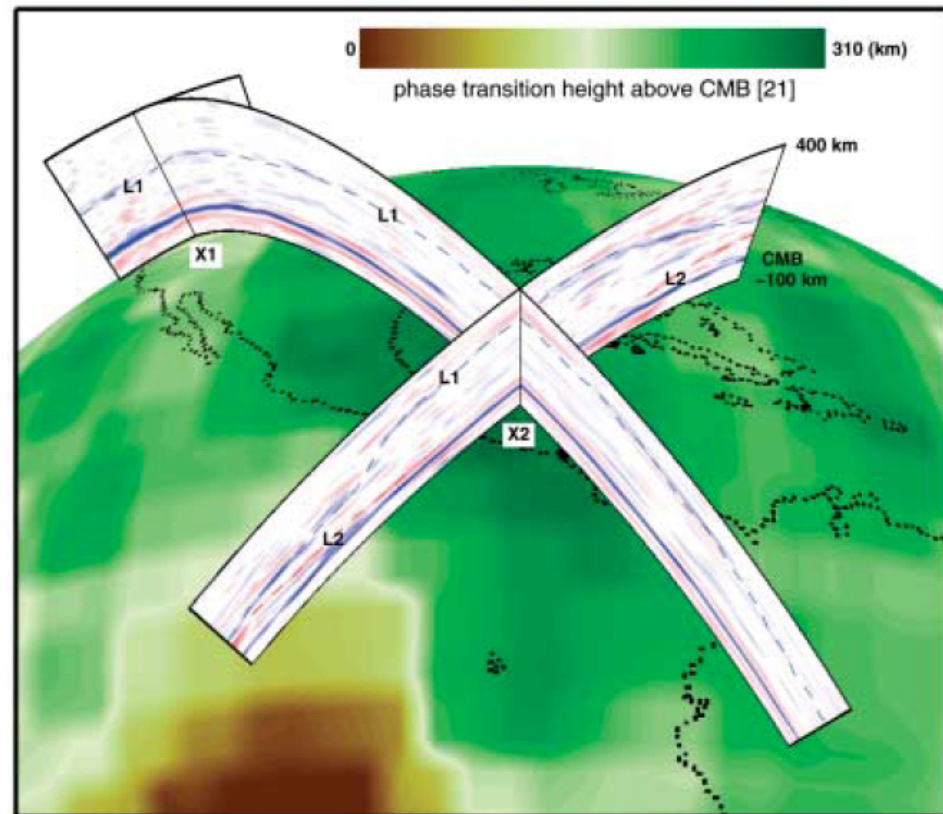 0
310 (km)
phase transition height above CMB [21]
400 km
L1
L1
X1
CMB
-100 km
L2
L1
X2
L2